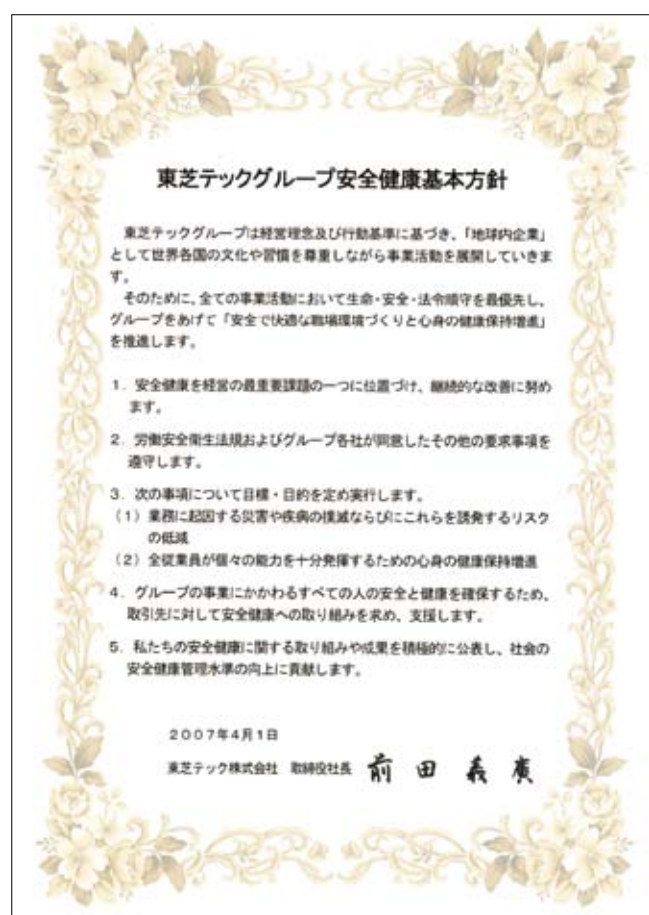 東芝テックグループ安全健康基本方針
東芝テックグループは経営理念及び行動基準に基づき、「地球内企業」
として世界各国の文化や習慣を尊重しながら事業活動を展開していきま
す。
そのために、全ての事業活動において生命・安全・法令順守を最優先し、
グループをあげて「安全で快適な職場環境づくりと心身の健康保持増進」
を推進します。
1．安全健康を経営の最重要課題の一つに位置づけ、継続的な改善に努め
ます。
2．労働安全衛生法規およびグループ各社が同意したその他の要求事項を
遵守します。
3．次の事項について目標・目的を定め実行します。
（1）業務に起因する災害や疾病の撲滅ならびにこれらを誘発するリスク
の低減
（2）全従業員が個々の能力を十分発揮するための心身の健康保持増進
4．グループの事業にかかわるすべての人の安全と健康を確保するため、
取引先に対して安全健康への取り組みを求め、支援します。
5．私たちの安全健康に関する取り組みや成果を積極的に公表し、社会の
安全健康管理水準の向上に貢献します。
2007年4月1日
東芝テック株式会社 取締役社長 前田義廣